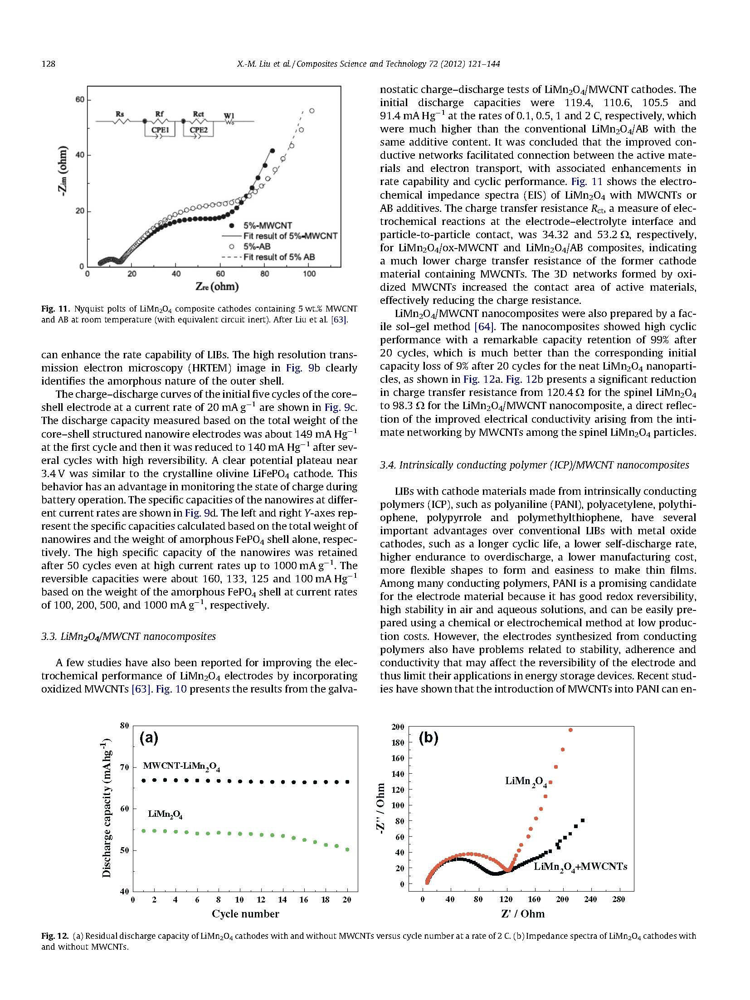 128
X.-M. Liu et al. / Composites Science and Technology 72 (2012) 121–144
60
40
20
0
0 20 40 60 80 100
-Zim (ohm)
Zre (ohm)
Rs Rf Rct W1
CPE1 CPE2
5%-MWCNT
Fit result of 5%-MWCNT
5%-AB
Fit result of 5% AB
Fig. 11. Nyquist polts of LiMn₂O₄ composite cathodes containing 5 wt.% MWCNT
and AB at room temperature (with equivalent circuit inert). After Liu et al. [63].
can enhance the rate capability of LIBs. The high resolution trans-
mission electron microscopy (HRTEM) image in Fig. 9b clearly
identifies the amorphous nature of the outer shell.
The charge–discharge curves of the initial five cycles of the core–
shell electrode at a current rate of 20 mA g⁻¹ are shown in Fig. 9c.
The discharge capacity measured based on the total weight of the
core–shell structured nanowire electrodes was about 149 mA Hg⁻¹
at the first cycle and then it was reduced to 140 mA Hg⁻¹ after sev-
eral cycles with high reversibility. A clear potential plateau near
3.4 V was similar to the crystalline olivine LiFePO₄ cathode. This
behavior has an advantage in monitoring the state of charge during
battery operation. The specific capacities of the nanowires at differ-
ent current rates are shown in Fig. 9d. The left and right Y-axes rep-
resent the specific capacities calculated based on the total weight of
nanowires and the weight of amorphous FePO₄ shell alone, respec-
tively. The high specific capacity of the nanowires was retained
after 50 cycles even at high current rates up to 1000 mA g⁻¹. The
reversible capacities were about 160, 133, 125 and 100 mA Hg⁻¹
based on the weight of the amorphous FePO₄ shell at current rates
of 100, 200, 500, and 1000 mA g⁻¹, respectively.
3.3. LiMn₂O₄/MWCNT nanocomposites
A few studies have also been reported for improving the elec-
trochemical performance of LiMn₂O₄ electrodes by incorporating
oxidized MWCNTs [63]. Fig. 10 presents the results from the galva-
nostatic charge–discharge tests of LiMn₂O₄/MWCNT cathodes. The
initial discharge capacities were 119.4, 110.6, 105.5 and
91.4 mA Hg⁻¹ at the rates of 0.1, 0.5, 1 and 2 C, respectively, which
were much higher than the conventional LiMn₂O₄/AB with the
same additive content. It was concluded that the improved con-
ductive networks facilitated connection between the active mate-
rials and electron transport, with associated enhancements in
rate capability and cyclic performance. Fig. 11 shows the electro-
chemical impedance spectra (EIS) of LiMn₂O₄ with MWCNTs or
AB additives. The charge transfer resistance Rct, a measure of elec-
trochemical reactions at the electrode–electrolyte interface and
particle-to-particle contact, was 34.32 and 53.2 Ω, respectively,
for LiMn₂O₄/ox-MWCNT and LiMn₂O₄/AB composites, indicating
a much lower charge transfer resistance of the former cathode
material containing MWCNTs. The 3D networks formed by oxi-
dized MWCNTs increased the contact area of active materials,
effectively reducing the charge resistance.
LiMn₂O₄/MWCNT nanocomposites were also prepared by a fac-
ile sol–gel method [64]. The nanocomposites showed high cyclic
performance with a remarkable capacity retention of 99% after
20 cycles, which is much better than the corresponding initial
capacity loss of 9% after 20 cycles for the neat LiMn₂O₄ nanoparti-
cles, as shown in Fig. 12a. Fig. 12b presents a significant reduction
in charge transfer resistance from 120.4 Ω for the spinel LiMn₂O₄
to 98.3 Ω for the LiMn₂O₄/MWCNT nanocomposite, a direct reflec-
tion of the improved electrical conductivity arising from the inti-
mate networking by MWCNTs among the spinel LiMn₂O₄ particles.
3.4. Intrinsically conducting polymer (ICP)/MWCNT nanocomposites
LIBs with cathode materials made from intrinsically conducting
polymers (ICP), such as polyaniline (PANI), polyacetylene, polythi-
ophene, polypyrrole and polymethylthiophene, have several
important advantages over conventional LIBs with metal oxide
cathodes, such as a longer cyclic life, a lower self-discharge rate,
higher endurance to overdischarge, a lower manufacturing cost,
more flexible shapes to form and easiness to make thin films.
Among many conducting polymers, PANI is a promising candidate
for the electrode material because it has good redox reversibility,
high stability in air and aqueous solutions, and can be easily pre-
pared using a chemical or electrochemical method at low produc-
tion costs. However, the electrodes synthesized from conducting
polymers also have problems related to stability, adherence and
conductivity that may affect the reversibility of the electrode and
thus limit their applications in energy storage devices. Recent stud-
ies have shown that the introduction of MWCNTs into PANI can en-
(a)
80
70
60
50
40
Discharge capacity (mAhg⁻¹)
MWCNT-LiMn₂O₄
LiMn₂O₄
0 2 4 6 8 10 12 14 16 18 20
Cycle number
(b)
200
180
160
140
120
100
80
60
40
20
0
-Z'' / Ohm
LiMn₂O₄
LiMn₂O₄+MWCNTs
0 40 80 120 160 200 240 280
Z' / Ohm
Fig. 12. (a) Residual discharge capacity of LiMn₂O₄ cathodes with and without MWCNTs versus cycle number at a rate of 2 C. (b) Impedance spectra of LiMn₂O₄ cathodes with
and without MWCNTs.